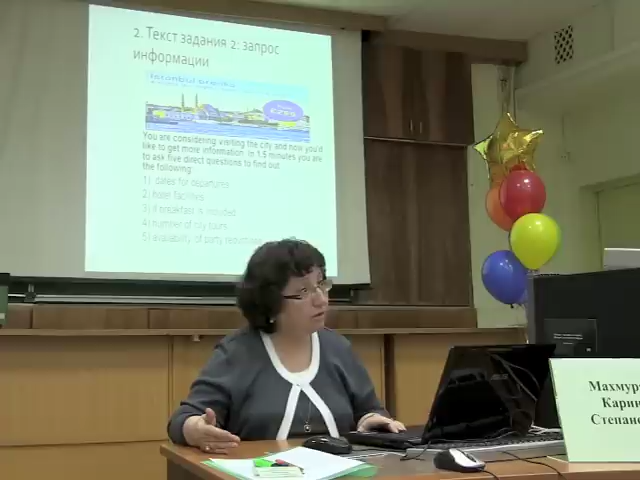 2. Текст задания 2: запрос
информации
You are considering visiting the city and now you'd
like to get more information. In 1.5 minutes you are
to ask five direct questions to find out
the following:
1) dates for departures
2) hotel facilities
3) if breakfast is included
4) number of city tours
5) availability of party
Карин
Степано